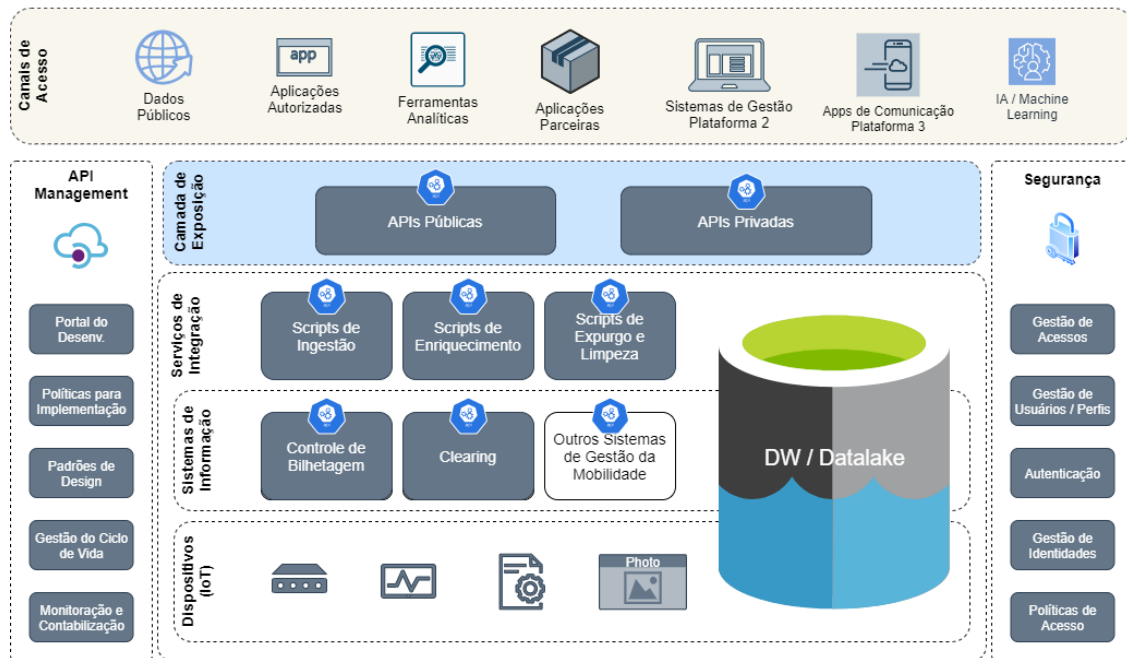 Canais de
Acesso
Dados
Públicos
app
Aplicações
Autorizadas
Ferramentas
Analíticas
Aplicações
Parceiras
Sistemas de Gestão
Plataforma 2
Apps de Comunicação
Plataforma 3
IA / Machine
Learning
API
Management
Portal do
Desenv.
Políticas para
Implementação
Padrões de
Design
Gestão do Ciclo
de Vida
Monitoração e
Contabilização
Camada de
Exposição
APIs Públicas
APIs Privadas
Serviços de
Integração
Scripts de
Ingestão
Scripts de
Enriquecimento
Scripts de
Expurgo e
Limpeza
Sistemas de
Informação
Controle de
Bilhetagem
Clearing
Outros Sistemas
de Gestão da
Mobilidade
DW / Datalake
Dispositivos
(IoT)
Photo
Segurança
Gestão de
Acessos
Gestão de
Usuários / Perfis
Autenticação
Gestão de
Identidades
Políticas de
Acesso